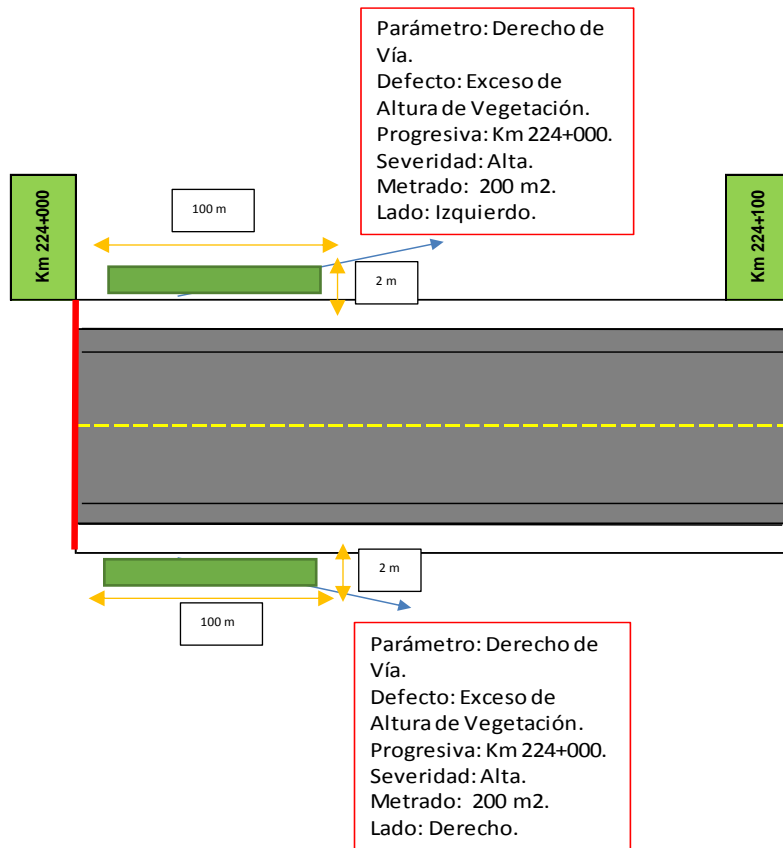 Parámetro: Derecho de
Vía.
Defecto: Exceso de
Altura de Vegetación.
Progresiva: Km 224+000.
Severidad: Alta.
Metrado: 200 m2.
Lado: Izquierdo.
Km 224+000
100 m
Km 224+100
2 m
2 m
100 m
Parámetro: Derecho de
Vía.
Defecto: Exceso de
Altura de Vegetación.
Progresiva: Km 224+000.
Severidad: Alta.
Metrado: 200 m2.
Lado: Derecho.